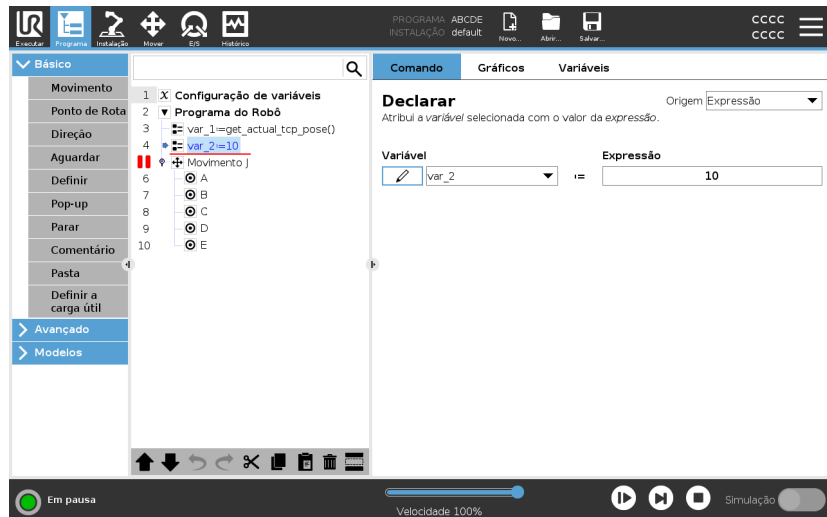 UR
PROGRAMA ABCDE
INSTALAÇÃO default
cccc
cccc
Executar Programa Instalação Mover E/S Histórico
Novo... Abrir... Salvar...
Básico
Movimento
Ponto de Rota
Direção
Aguardar
Definir
Pop-up
Parar
Comentário
Pasta
Definir a
carga útil
Avançado
Modelos
1 X Configuração de variáveis
2 Programa do Robô
3 var_1:=get_actual_tcp_pose()
4 var_2:=10
Movimento J
6 A
7 B
8 C
9 D
10 E
Comando Gráficos Variáveis
Declarar
Origem Expressão
Atribui a variável selecionada com o valor da expressão.
Variável Expressão
var_2 := 10
Em pausa
Velocidade 100%
Simulação